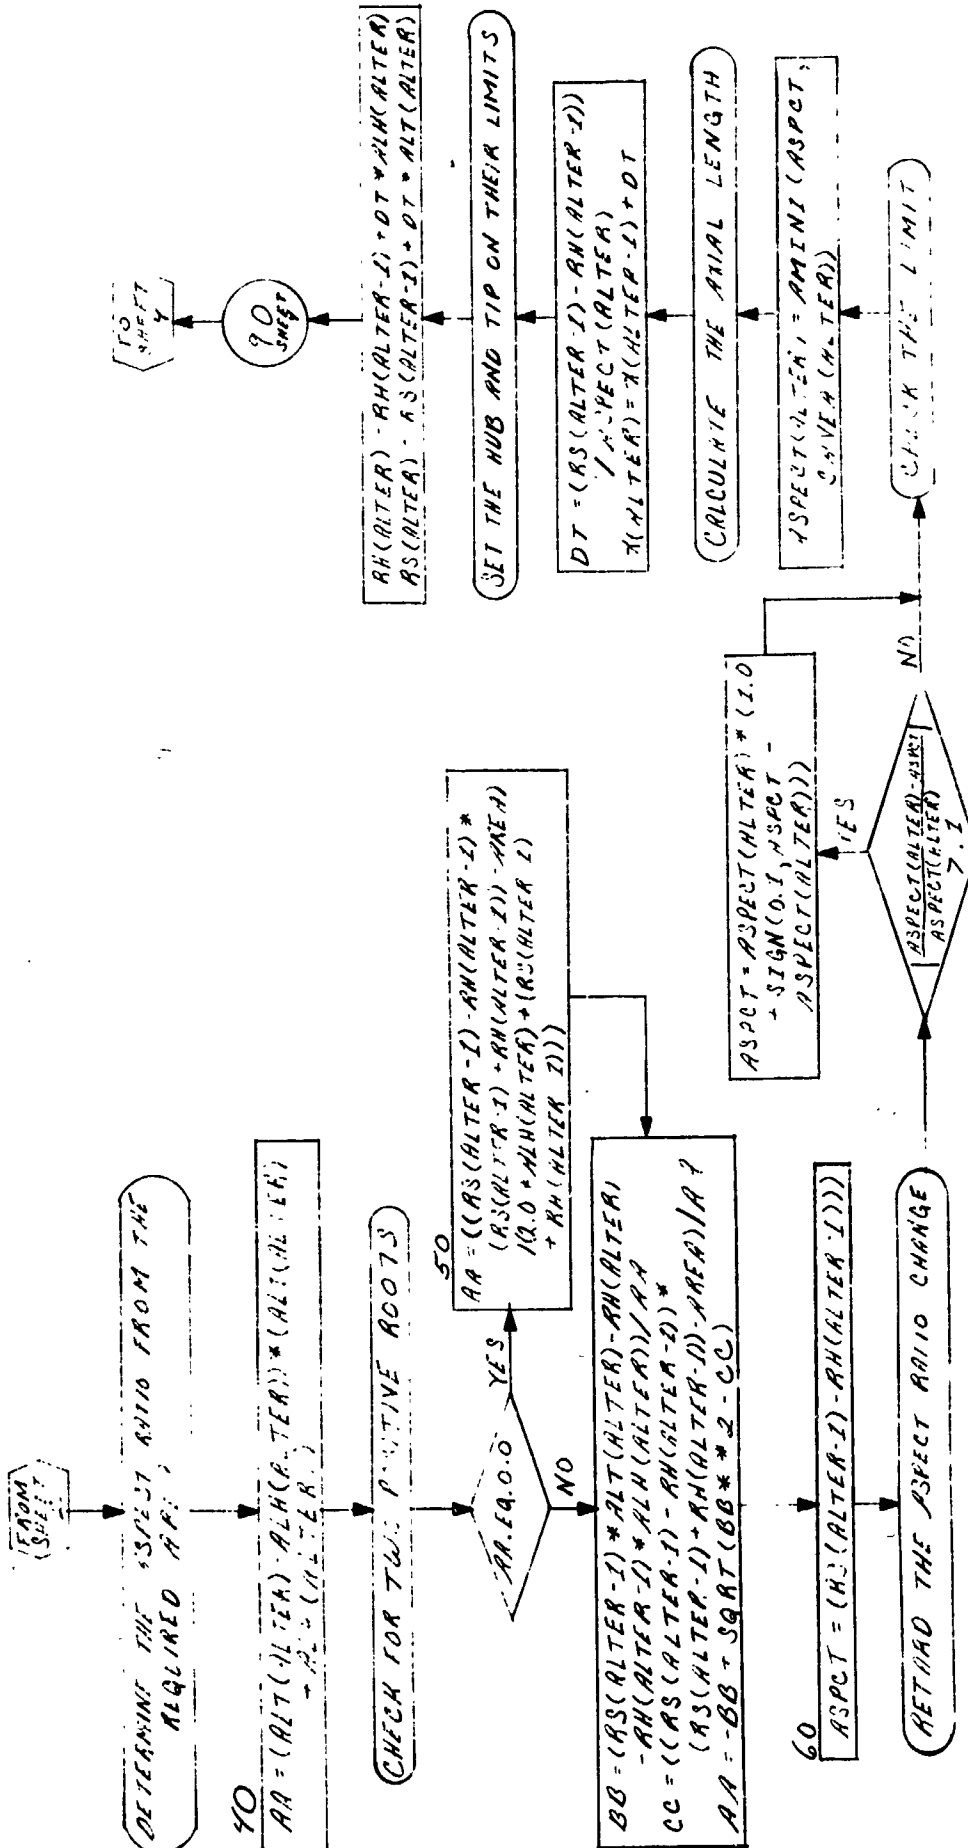 FROM
SHEET
DETERMINE THE ASPECT RATIO FROM THE
REQUIRED
40
AA = (ALT(ALTER) - ALH(ALTER)) * (ALT(ALTER)
+ ALH(ALTER))
CHECK FOR TWO POSITIVE ROOTS
AA.EQ.0.0
YES
NO
50
AA = ((RS(ALTER-1) - RH(ALTER-1) *
(RS(ALTER-1) + RH(ALTER-1)) - AREA)
/(2.0 * ALH(ALTER) * (RS(ALTER 1)
+ RH(ALTER 1)))
BB = (RS(ALTER-1) * ALT(ALTER) - RH(ALTER)
- RH(ALTER-1) * ALH(ALTER)) / AA
CC = ((RS(ALTER-1) - RH(ALTER-1)) *
(RS(ALTER-1) + RH(ALTER-1)) - AREA) / A
AA = -BB - SQRT(BB**2 - CC)
60
ASPCT = (RS(ALTER-1) - RH(ALTER-1)))
RETARD THE ASPECT RATIO CHANGE
ASPECT(ALTER) - ASPCT
ASPECT(ALTER)
> .1
YES
NO
ASPCT = ASPECT(ALTER) * (1.0
+ SIGN(0.1, ASPCT -
ASPECT(ALTER)))
CHECK THE LIMIT
ASPECT(ALTER) = AMIN1(ASPCT,
(ALTER))
CALCULATE THE AXIAL LENGTH
DT = (RS(ALTER-1) - RH(ALTER-1))
/ ASPECT(ALTER)
X(ALTER) = X(ALTER-1) + DT
SET THE HUB AND TIP ON THEIR LIMITS
RH(ALTER) - RH(ALTER-1) + DT * ALH(ALTER)
RS(ALTER) - RS(ALTER-1) + DT * ALT(ALTER)
90
SHEET
TO
SHEET
4